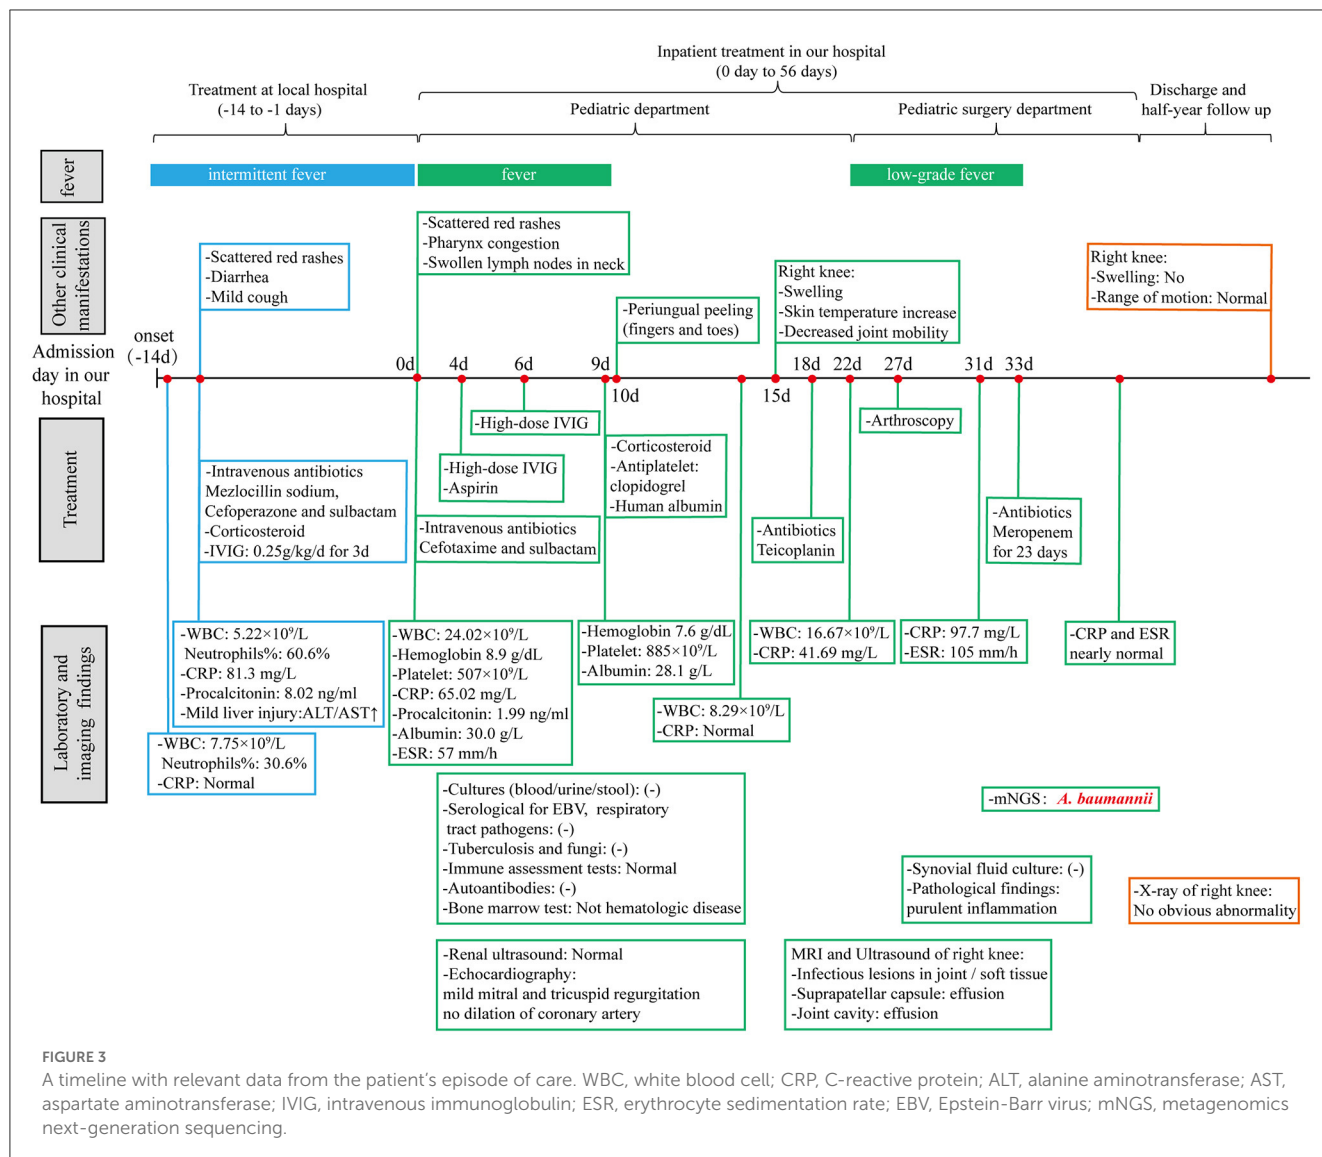 Inpatient treatment in our hospital
(0 day to 56 days)
Treatment at local hospital
(-14 to -1 days)
Pediatric department
Pediatric surgery department
Discharge and
half-year follow up
fever
intermittent fever
fever
low-grade fever
Other clinical
manifestations
-Scattered red rashes
-Diarrhea
-Mild cough
-Scattered red rashes
-Pharynx congestion
-Swollen lymph nodes in neck
-Periungual peeling
(fingers and toes)
Right knee:
-Swelling
-Skin temperature increase
-Decreased joint mobility
Right knee:
-Swelling: No
-Range of motion: Normal
Admission
day in our
hospital
onset
(-14d)
0d
4d
6d
9d
10d
15d
18d
22d
27d
31d
33d
Treatment
-Intravenous antibiotics
Mezlocillin sodium,
Cefoperazone and sulbactam
-Corticosteroid
-IVIG: 0.25g/kg/d for 3d
-High-dose IVIG
-High-dose IVIG
-Aspirin
-Intravenous antibiotics
Cefotaxime and sulbactam
-Corticosteroid
-Antiplatelet:
clopidogrel
-Human albumin
-Antibiotics
Teicoplanin
-Arthroscopy
-Antibiotics
Meropenem
for 23 days
Laboratory and
imaging findings
-WBC: 5.22×10⁹/L
Neutrophils%: 60.6%
-CRP: 81.3 mg/L
-Procalcitonin: 8.02 ng/ml
-Mild liver injury:ALT/AST↑
-WBC: 7.75×10⁹/L
Neutrophils%: 30.6%
-CRP: Normal
-WBC: 24.02×10⁹/L
-Hemoglobin 8.9 g/dL
-Platelet: 507×10⁹/L
-CRP: 65.02 mg/L
-Procalcitonin: 1.99 ng/ml
-Albumin: 30.0 g/L
-ESR: 57 mm/h
-Hemoglobin 7.6 g/dL
-Platelet: 885×10⁹/L
-Albumin: 28.1 g/L
-WBC: 8.29×10⁹/L
-CRP: Normal
-WBC: 16.67×10⁹/L
-CRP: 41.69 mg/L
-CRP: 97.7 mg/L
-ESR: 105 mm/h
-CRP and ESR
nearly normal
-Cultures (blood/urine/stool): (-)
-Serological for EBV, respiratory
tract pathogens: (-)
-Tuberculosis and fungi: (-)
-Immune assessment tests: Normal
-Autoantibodies: (-)
-Bone marrow test: Not hematologic disease
-mNGS: A. baumannii
-Synovial fluid culture: (-)
-Pathological findings:
purulent inflammation
-X-ray of right knee:
No obvious abnormality
-Renal ultrasound: Normal
-Echocardiography:
mild mitral and tricuspid regurgitation
no dilation of coronary artery
MRI and Ultrasound of right knee:
-Infectious lesions in joint / soft tissue
-Suprapatellar capsule: effusion
-Joint cavity: effusion
FIGURE 3
A timeline with relevant data from the patient's episode of care. WBC, white blood cell; CRP, C-reactive protein; ALT, alanine aminotransferase; AST,
aspartate aminotransferase; IVIG, intravenous immunoglobulin; ESR, erythrocyte sedimentation rate; EBV, Epstein-Barr virus; mNGS, metagenomics
next-generation sequencing.